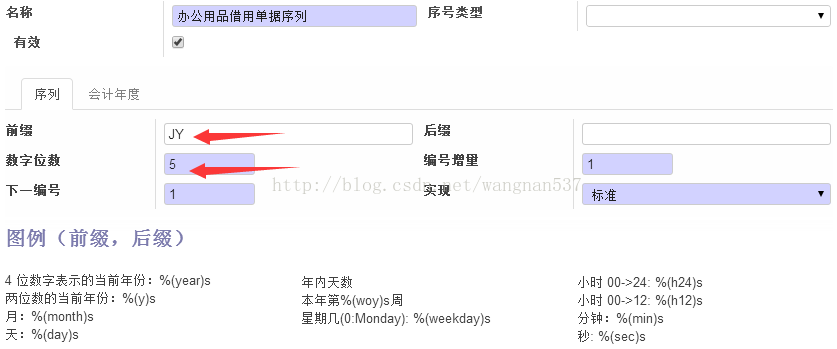 名称 办公用品借用单据序列 序号类型
有效
序列 会计年度
前缀 JY 后缀
数字位数 5 编号增量 1
下一编号 1 实现 标准
http://blog.csdn.net/wangnan537
图例（前缀，后缀）
4 位数字表示的当前年份：%(year)s 年内天数 小时 00->24: %(h24)s
两位数的当前年份：%(y)s 本年第%(woy)s周 小时 00->12: %(h12)s
月：%(month)s 星期几(0:Monday): %(weekday)s 分钟：%(min)s
天：%(day)s 秒: %(sec)s